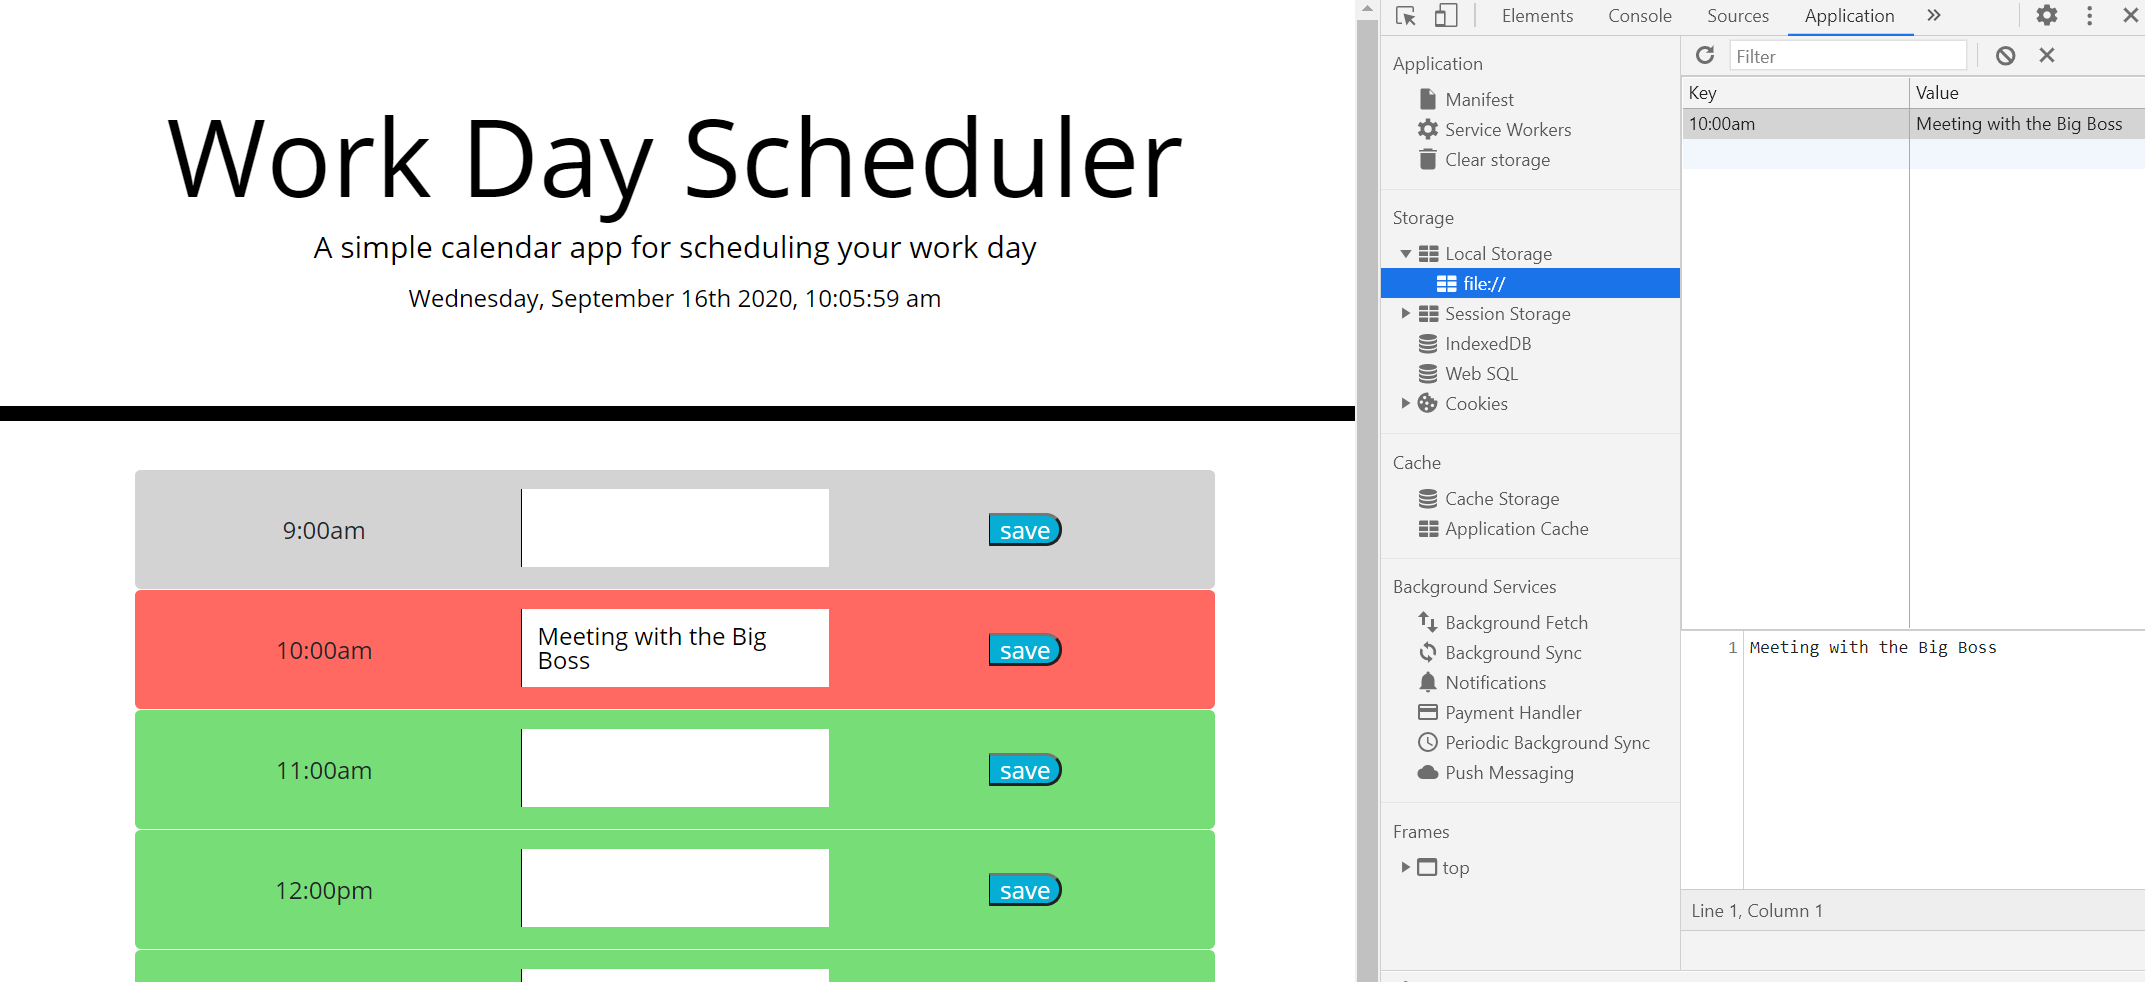 Work Day Scheduler
A simple calendar app for scheduling your work day
Wednesday, September 16th 2020, 10:05:59 am
9:00am
save
10:00am
Meeting with the Big
Boss
save
11:00am
save
12:00pm
save
Elements Console Sources Application »
Application
Manifest
Service Workers
Clear storage
Storage
Local Storage
file://
Session Storage
IndexedDB
Web SQL
Cookies
Cache
Cache Storage
Application Cache
Background Services
Background Fetch
Background Sync
Notifications
Payment Handler
Periodic Background Sync
Push Messaging
Frames
top
Filter
Key Value
10:00am Meeting with the Big Boss
1 Meeting with the Big Boss
Line 1, Column 1